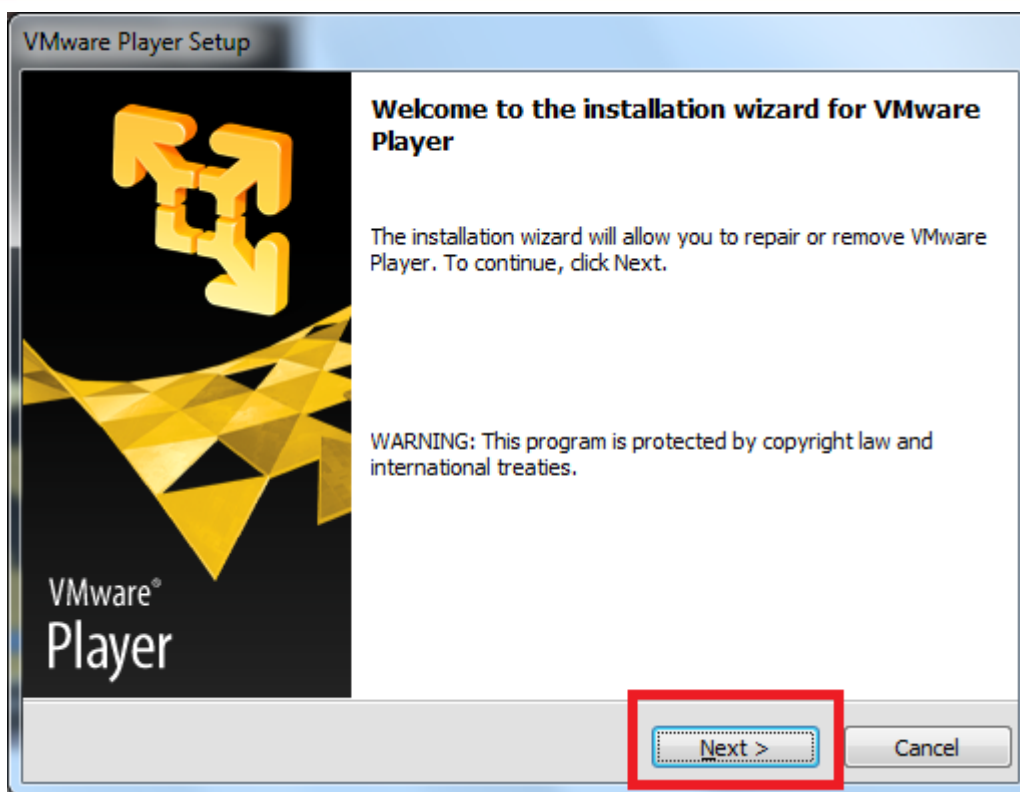 VMware Player Setup
Welcome to the installation wizard for VMware
Player
The installation wizard will allow you to repair or remove VMware
Player. To continue, click Next.
WARNING: This program is protected by copyright law and
international treaties.
VMware®
Player
Next >
Cancel